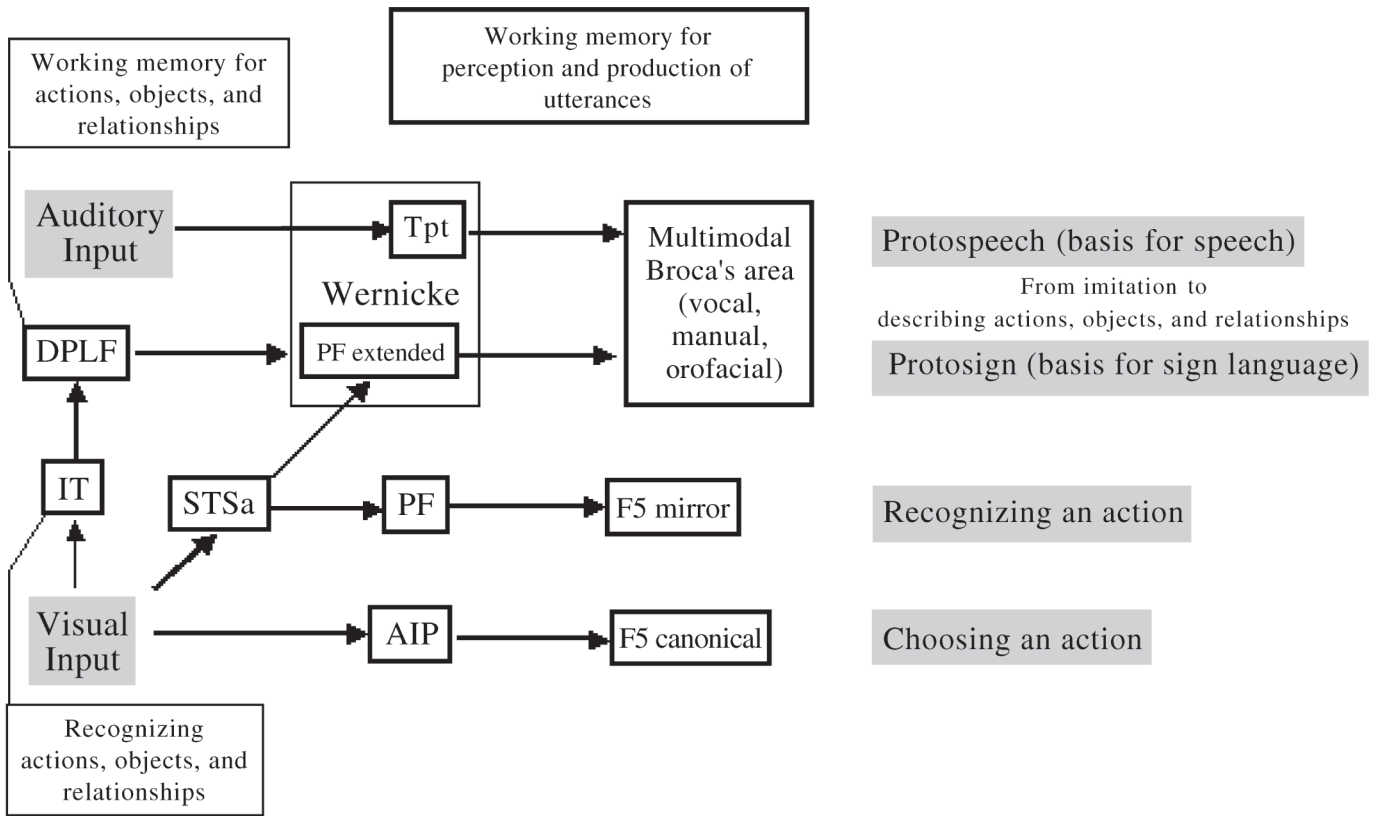 Working memory for
perception and production of
utterances
Working memory for
actions, objects, and
relationships
Auditory
Input
Tpt
Wernicke
PF extended
Multimodal
Broca's area
(vocal,
manual,
orofacial)
Protospeech (basis for speech)
From imitation to
describing actions, objects, and relationships
Protosign (basis for sign language)
DPLF
IT
STSa
PF
F5 mirror
Recognizing an action
Visual
Input
AIP
F5 canonical
Choosing an action
Recognizing
actions, objects, and
relationships